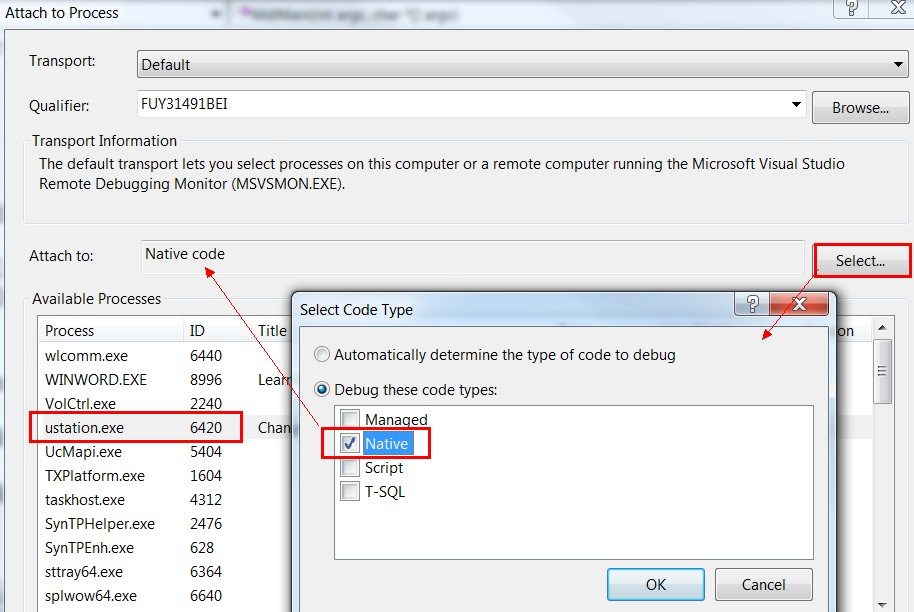 Attach to Process
Transport:
Default
Qualifier:
FUY31491BEI
Browse...
Transport Information
The default transport lets you select processes on this computer or a remote computer running the Microsoft Visual Studio
Remote Debugging Monitor (MSVSMON.EXE).
Attach to:
Native code
Select...
Available Processes
Process ID Title on
wlcomm.exe 6440
WINWORD.EXE 8996 Learn
VolCtrl.exe 2240
ustation.exe 6420 Chan
UcMapi.exe 5404
TXPlatform.exe 1604
taskhost.exe 4312
SynTPHelper.exe 2476
SynTPEnh.exe 628
sttray64.exe 6364
splwow64.exe 6640
Select Code Type
Automatically determine the type of code to debug
Debug these code types:
Managed
Native
Script
T-SQL
OK
Cancel